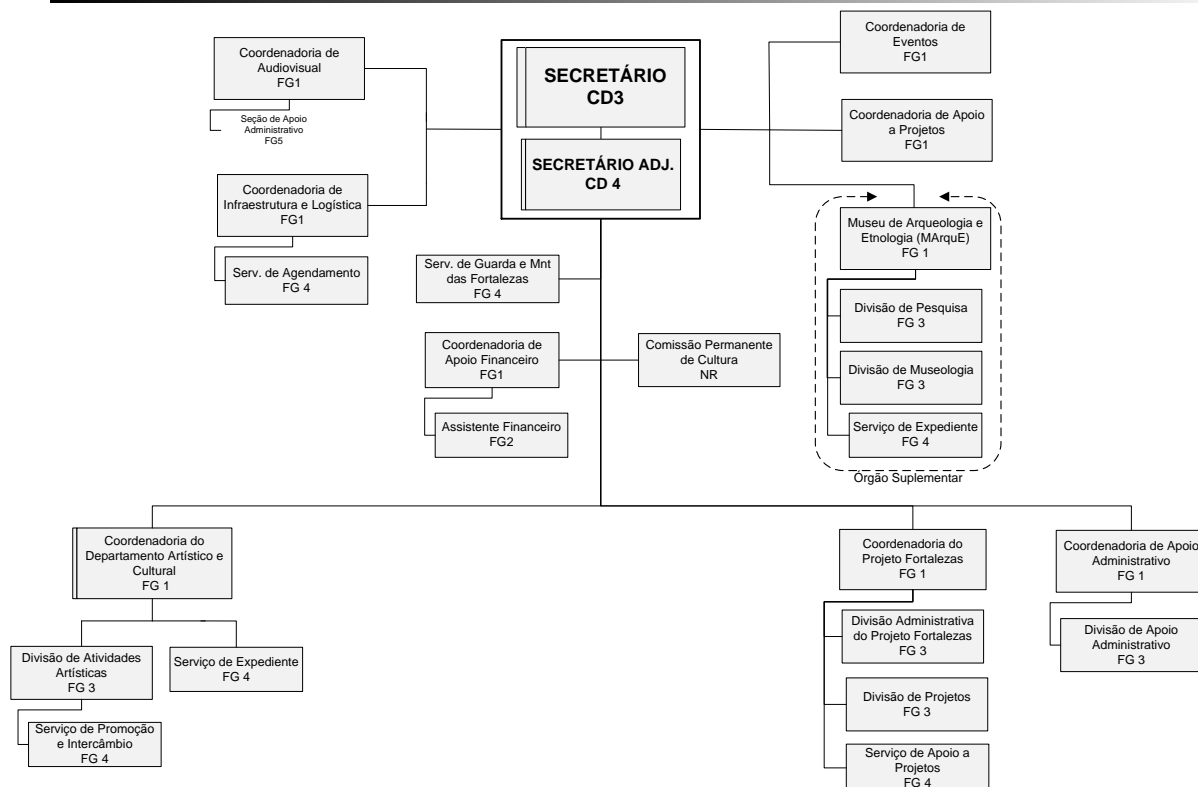 Coordenadoria de
Audiovisual
FG1
Seção de Apoio
Administrativo
FG5
Coordenadoria de
Infraestrutura e Logística
FG1
Serv. de Agendamento
FG 4
SECRETÁRIO
CD3
SECRETÁRIO ADJ.
CD 4
Coordenadoria de
Eventos
FG1
Coordenadoria de Apoio
a Projetos
FG1
Museu de Arqueologia e
Etnologia (MArquE)
FG 1
Divisão de Pesquisa
FG 3
Divisão de Museologia
FG 3
Serviço de Expediente
FG 4
Órgão Suplementar
Serv. de Guarda e Mnt
das Fortalezas
FG 4
Coordenadoria de
Apoio Financeiro
FG1
Assistente Financeiro
FG2
Comissão Permanente
de Cultura
NR
Coordenadoria do
Departamento Artístico e
Cultural
FG 1
Divisão de Atividades
Artísticas
FG 3
Serviço de Promoção
e Intercâmbio
FG 4
Serviço de Expediente
FG 4
Coordenadoria do
Projeto Fortalezas
FG 1
Divisão Administrativa
do Projeto Fortalezas
FG 3
Divisão de Projetos
FG 3
Serviço de Apoio a
Projetos
FG 4
Coordenadoria de Apoio
Administrativo
FG 1
Divisão de Apoio
Administrativo
FG 3